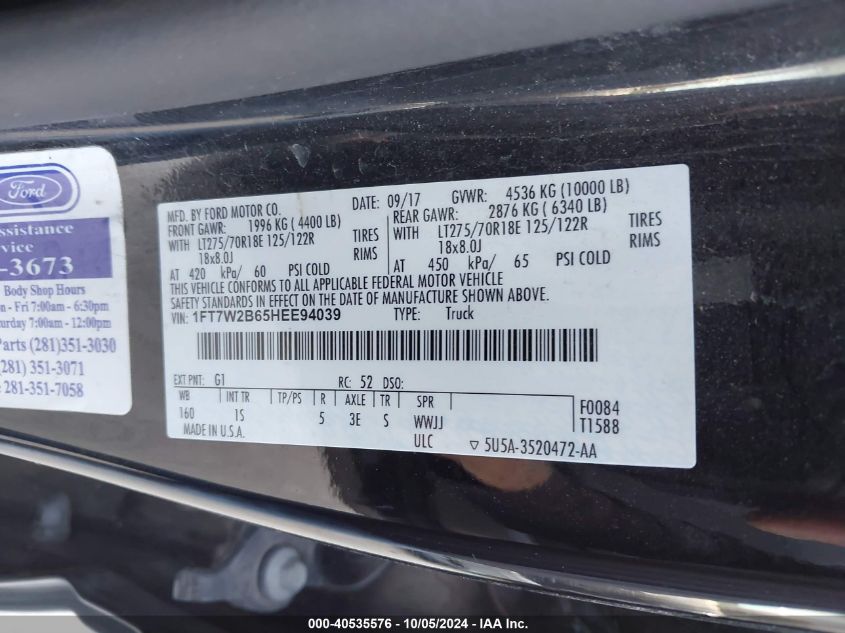 Ford
Assistance
vice
-3673
Body Shop Hours
n - Fri 7:00am - 6:30pm
turday 7:00am - 12:00pm
Parts (281)351-3030
(281) 351-3071
281-351-7058
MFD. BY FORD MOTOR CO. DATE: 09/17 GVWR: 4536 KG (10000 LB)
FRONT GAWR: 1996 KG ( 4400 LB) REAR GAWR: 2876 KG ( 6340 LB)
WITH LT275/70R18E 125/122R TIRES WITH LT275/70R18E 125/122R TIRES
18x8.0J RIMS 18x8.0J RIMS
AT 420 kPa/ 60 PSI COLD AT 450 kPa/ 65 PSI COLD
THIS VEHICLE CONFORMS TO ALL APPLICABLE FEDERAL MOTOR VEHICLE
SAFETY STANDARDS IN EFFECT ON THE DATE OF MANUFACTURE SHOWN ABOVE.
VIN: 1FT7W2B65HEE94039 TYPE: Truck
EXT PNT: G1 RC: 52 DSO:
WB INT TR TP/PS R AXLE TR SPR
160 1S 5 3E S WWJJ
F0084
T1588
MADE IN U.S.A. ULC ▽ 5U5A-3520472-AA
000-40535576 - 10/05/2024 - IAA Inc.